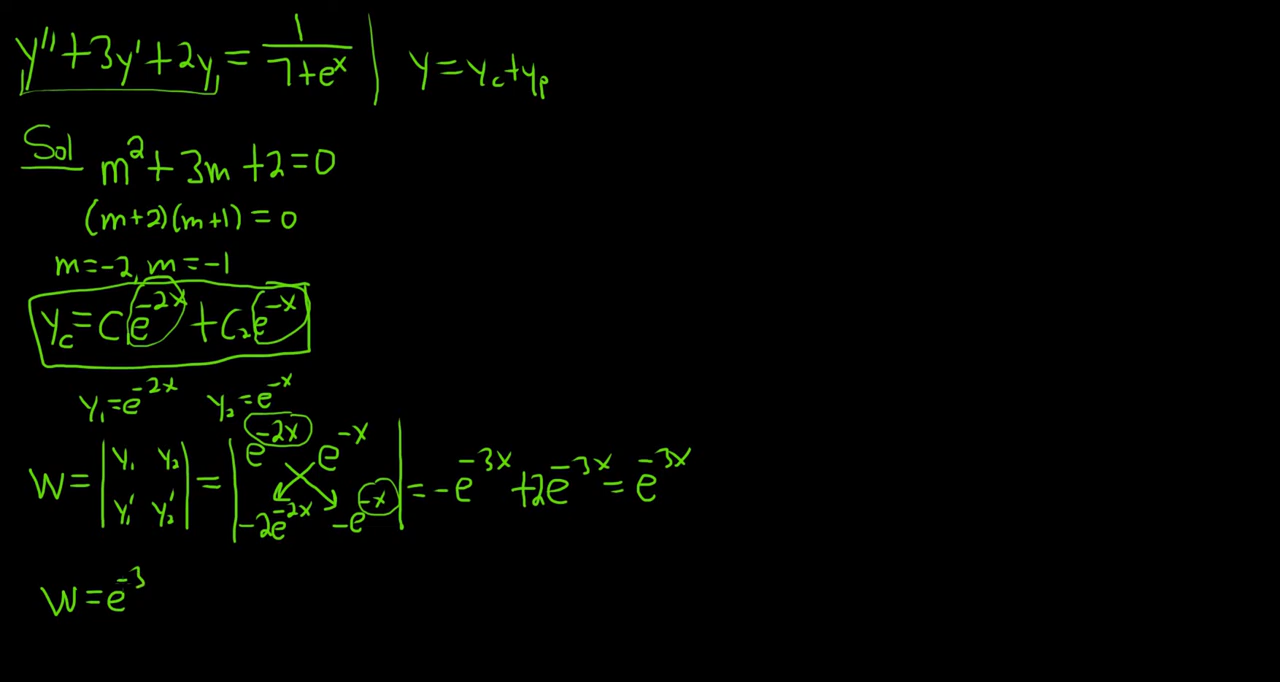 y'' + 3y' + 2y = 1/(7 + e^x) | y = y_c + y_p
Sol m^2 + 3m + 2 = 0
(m+2)(m+1) = 0
m = -2, m = -1
y_c = C e^{-2x} + C_2 e^{-x}
y_1 = e^{-2x} y_2 = e^{-x}
W = |y_1 y_2; y_1' y_2'| = |e^{-2x} e^{-x}; -2e^{-2x} -e^{-x}| = -e^{-3x} + 2e^{-3x} = e^{-3x}
W = e^{-3}